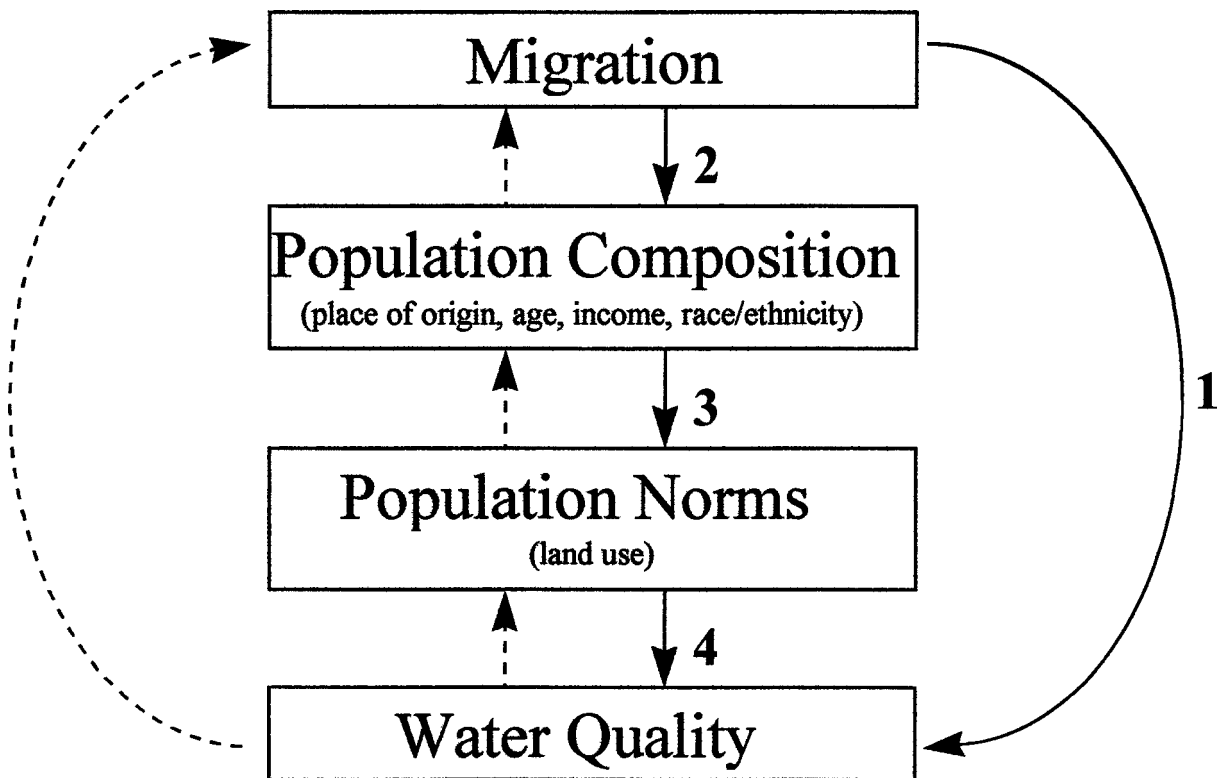 Migration
2
Population Composition
(place of origin, age, income, race/ethnicity)
3
1
Population Norms
(land use)
4
Water Quality